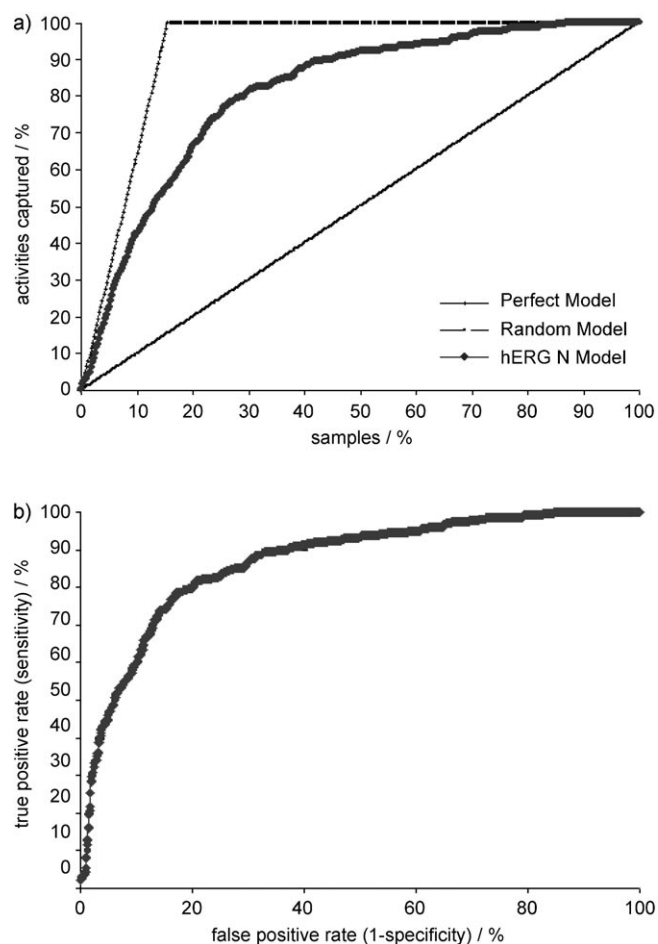 a)
100
90
80
70
60
50
40
30
20
10
0
activities captured / %
Perfect Model
Random Model
hERG N Model
0 10 20 30 40 50 60 70 80 90 100
samples / %
b)
100
90
80
70
60
50
40
30
20
10
0
true positive rate (sensitivity) / %
0 20 40 60 80 100
false positive rate (1-specificity) / %